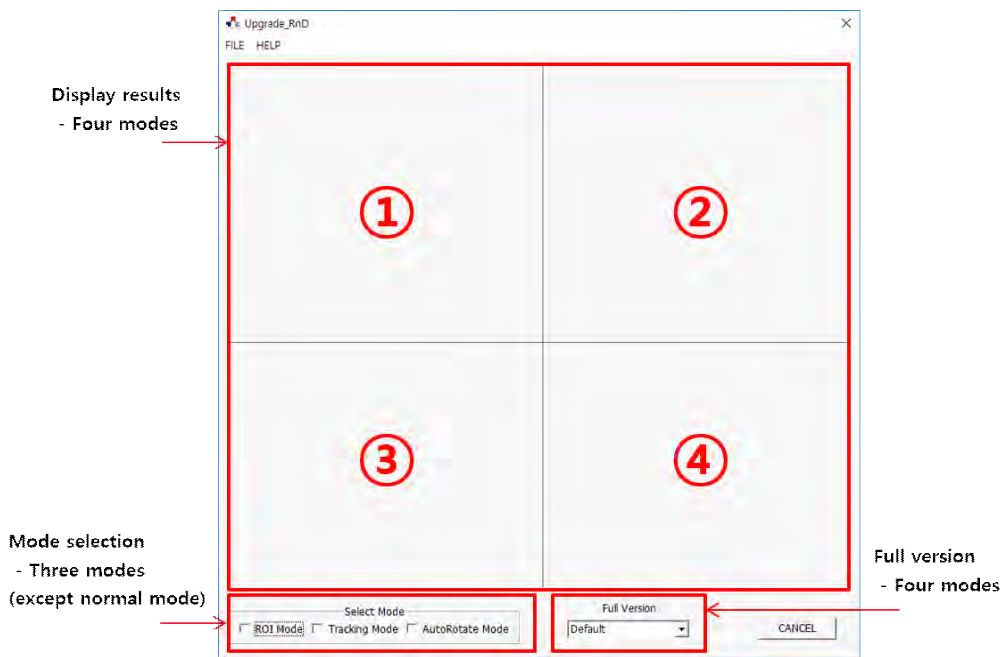 Upgrade_RnD
FILE HELP
Display results
- Four modes
①
②
③
④
Mode selection
- Three modes
(except normal mode)
Full version
- Four modes
Select Mode
ROI Mode Tracking Mode AutoRotate Mode
Full Version
Default
CANCEL